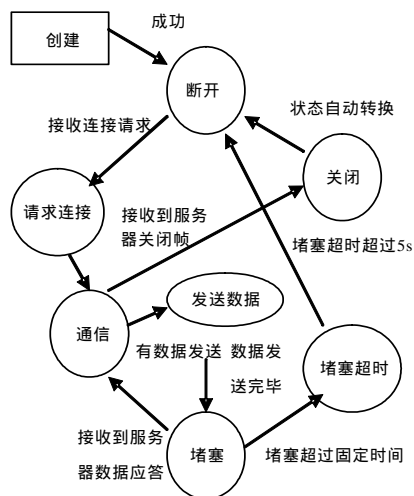 成功
创建
断开
状态自动转换
接收连接请求
关闭
请求连接
接收到服务
器关闭帧
堵塞超时超过5s
发送数据
通信
有数据发送 数据发
送完毕
堵塞超时
接收到服务
器数据应答
堵塞
堵塞超过固定时间